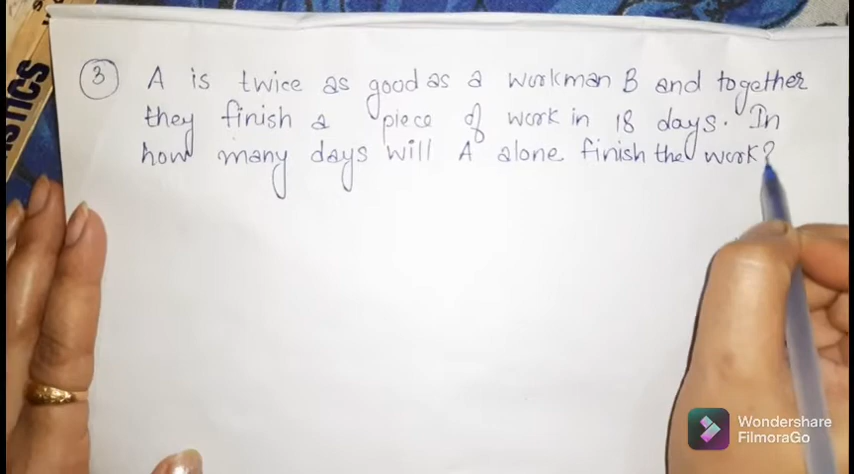 ③ A is twice as good as a workman B and together
they finish a piece of work in 18 days. In
how many days will A alone finish the work?
STICS
Wondershare
FilmoraGo